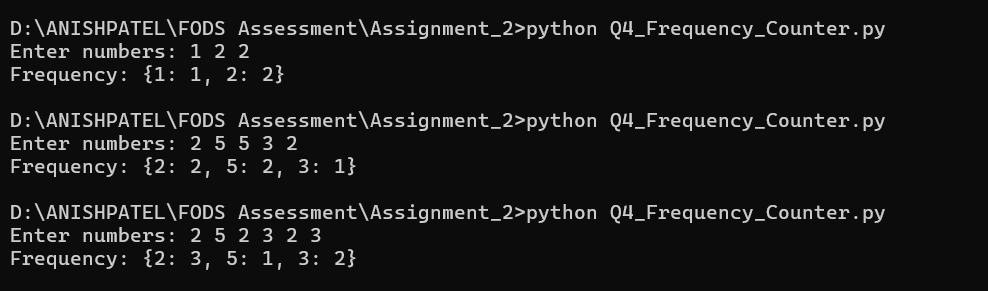 D:\ANISHPATEL\FODS Assessment\Assignment_2>python Q4_Frequency_Counter.py
Enter numbers: 1 2 2
Frequency: {1: 1, 2: 2}
D:\ANISHPATEL\FODS Assessment\Assignment_2>python Q4_Frequency_Counter.py
Enter numbers: 2 5 5 3 2
Frequency: {2: 2, 5: 2, 3: 1}
D:\ANISHPATEL\FODS Assessment\Assignment_2>python Q4_Frequency_Counter.py
Enter numbers: 2 5 2 3 2 3
Frequency: {2: 3, 5: 1, 3: 2}